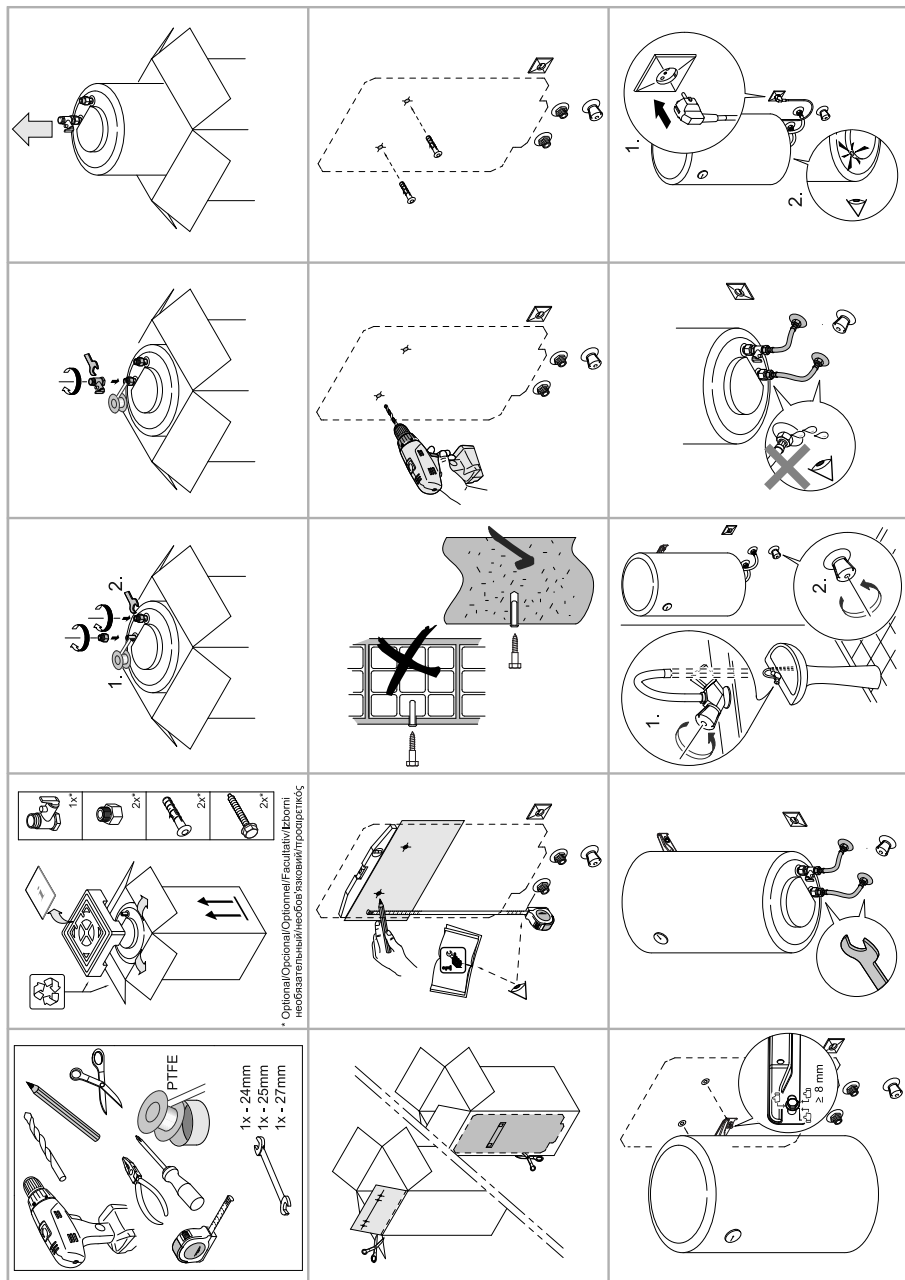 PTFE
1x - 24mm
1x - 25mm
1x - 27mm
1x*
2x*
2x*
2x*
* Optional/Opcional/Optionnel/Facultativ/Izborni
необязательный/необов'язковий/προαιρετικός
1.
2.
≥ 8 mm
1.
2.
1.
2.